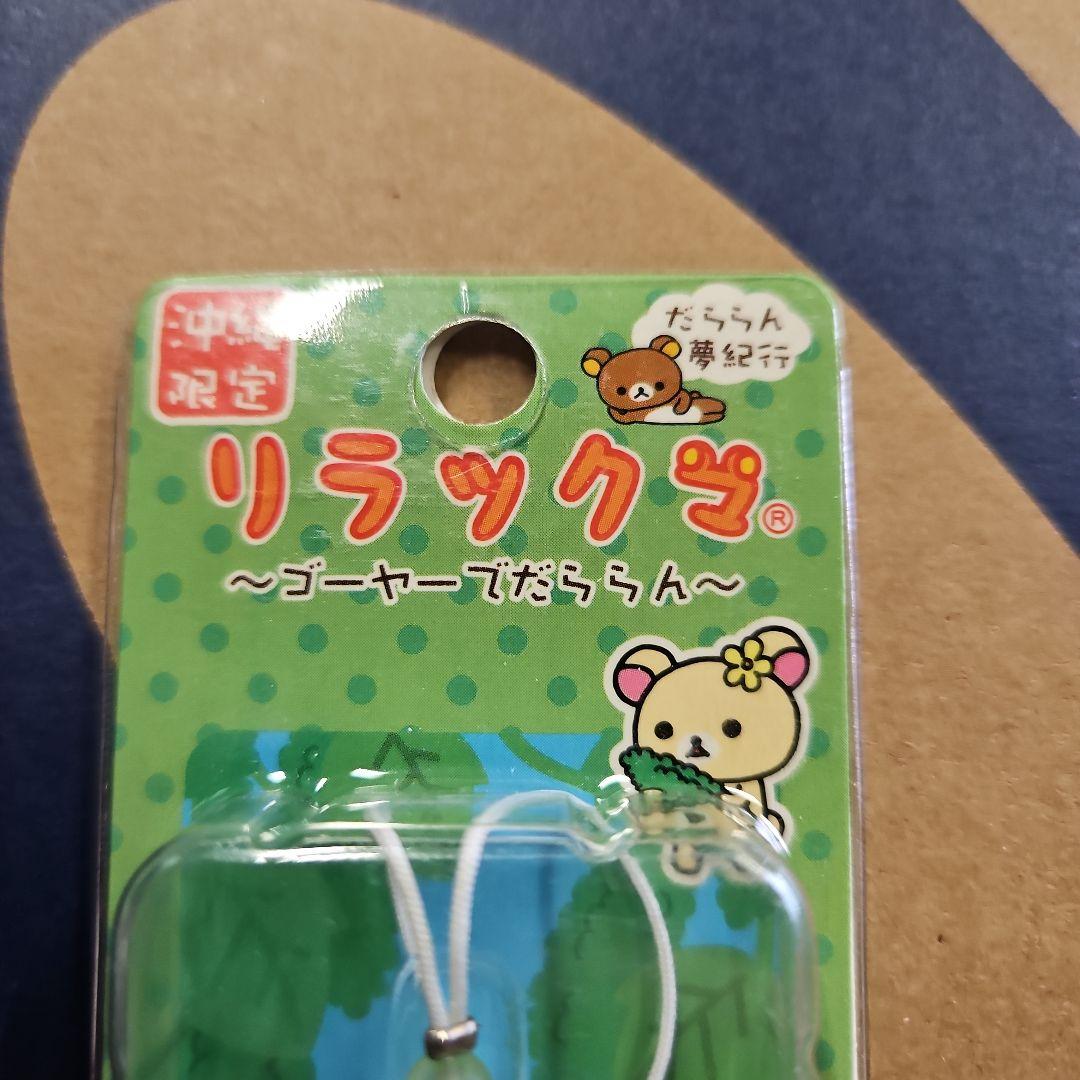 沖縄
限定
だららん
夢紀行
リラックマ®
～ゴーヤーでだららん～